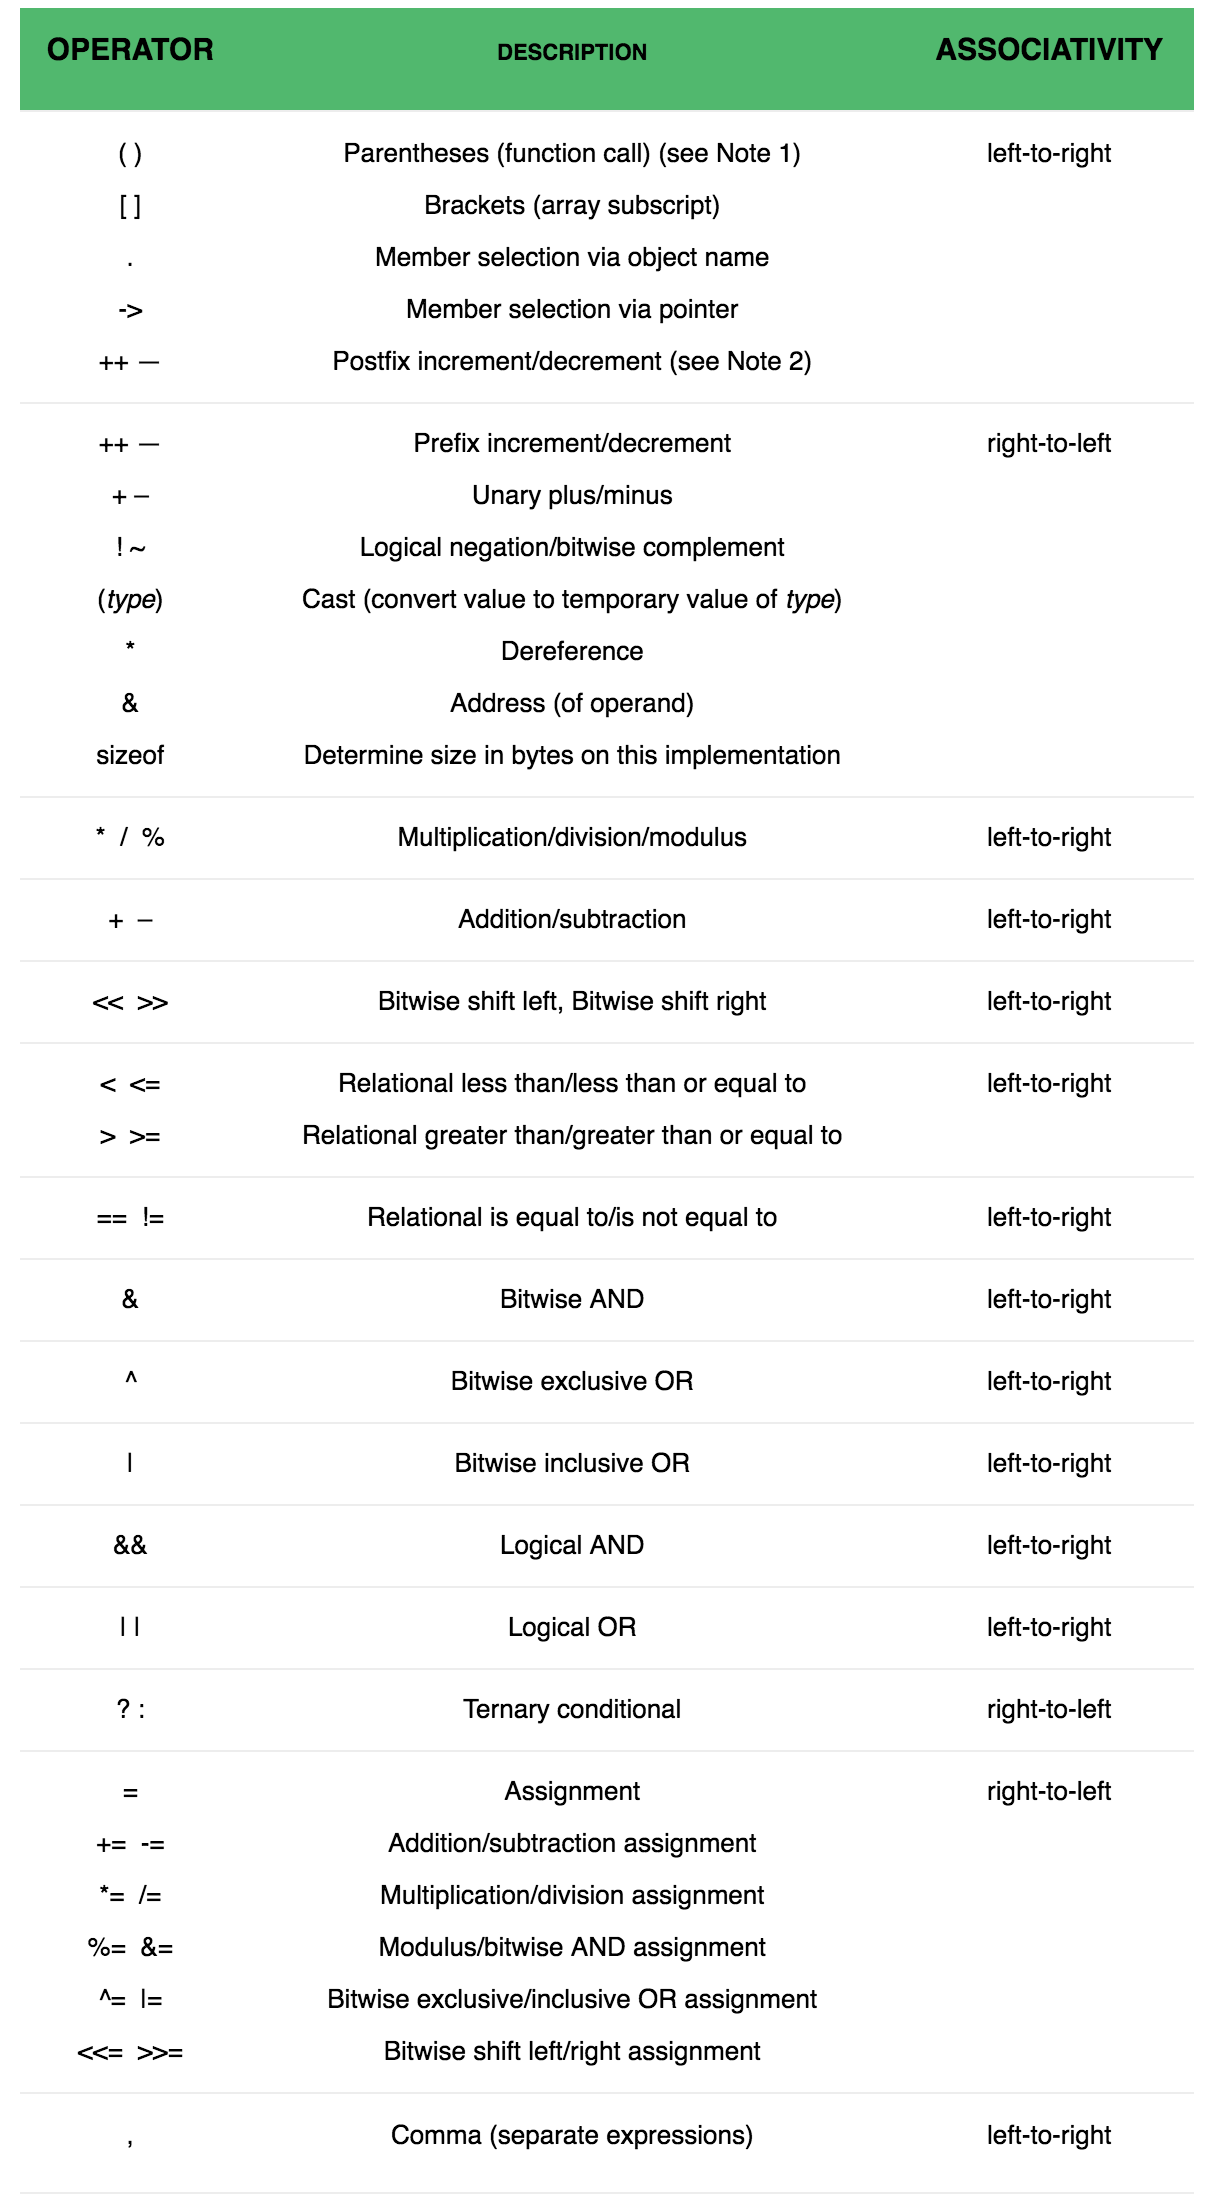 OPERATOR DESCRIPTION ASSOCIATIVITY
( ) Parentheses (function call) (see Note 1) left-to-right
[ ] Brackets (array subscript)
. Member selection via object name
-> Member selection via pointer
++ — Postfix increment/decrement (see Note 2)
++ — Prefix increment/decrement right-to-left
+ – Unary plus/minus
! ~ Logical negation/bitwise complement
(type) Cast (convert value to temporary value of type)
* Dereference
& Address (of operand)
sizeof Determine size in bytes on this implementation
* / % Multiplication/division/modulus left-to-right
+ – Addition/subtraction left-to-right
<< >> Bitwise shift left, Bitwise shift right left-to-right
< <= Relational less than/less than or equal to left-to-right
> >= Relational greater than/greater than or equal to
== != Relational is equal to/is not equal to left-to-right
& Bitwise AND left-to-right
^ Bitwise exclusive OR left-to-right
| Bitwise inclusive OR left-to-right
&& Logical AND left-to-right
| | Logical OR left-to-right
? : Ternary conditional right-to-left
= Assignment right-to-left
+= -= Addition/subtraction assignment
*= /= Multiplication/division assignment
%= &= Modulus/bitwise AND assignment
^= |= Bitwise exclusive/inclusive OR assignment
<<= >>= Bitwise shift left/right assignment
, Comma (separate expressions) left-to-right